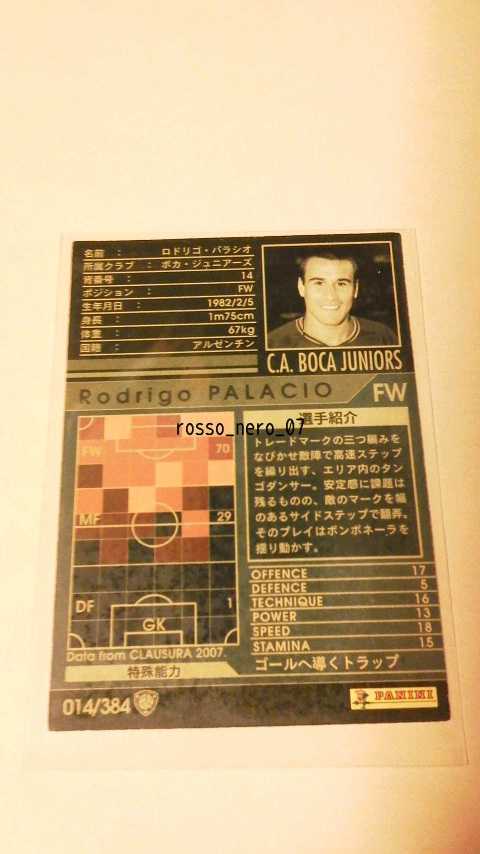 名前 : ロドリゴ・パラシオ
所属クラブ : ボカ・ジュニアーズ
背番号 : 14
ポジション : FW
生年月日 : 1982/2/5
身長 : 1m75cm
体重 : 67kg
国籍 : アルゼンチン
C.A. BOCA JUNIORS
Rodrigo PALACIO FW
rosso_nero_07
FW 70
MF 29
DF 1
GK
Data from CLAUSURA 2007.
選手紹介
トレードマークの三つ編みを
なびかせ敵陣で高速ステップ
を繰り出す、エリア内のタン
ゴダンサー。安定感に課題は
残るものの、敵のマークを幅
のあるサイドステップで翻弄。
そのプレイはボンボネーラを
揺り動かす。
OFFENCE 17
DEFENCE 5
TECHNIQUE 16
POWER 13
SPEED 18
STAMINA 15
特殊能力
ゴールへ導くトラップ
014/384
PANINI